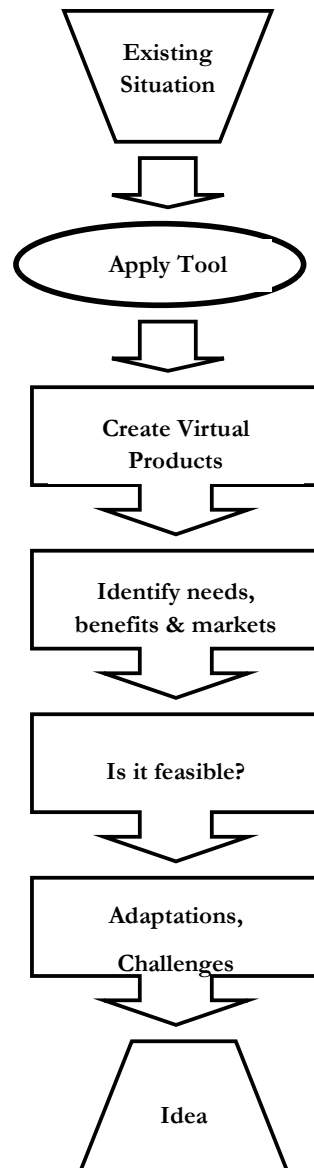 Existing
Situation
Apply Tool
Create Virtual
Products
Identify needs,
benefits & markets
Is it feasible?
Adaptations,
Challenges
Idea